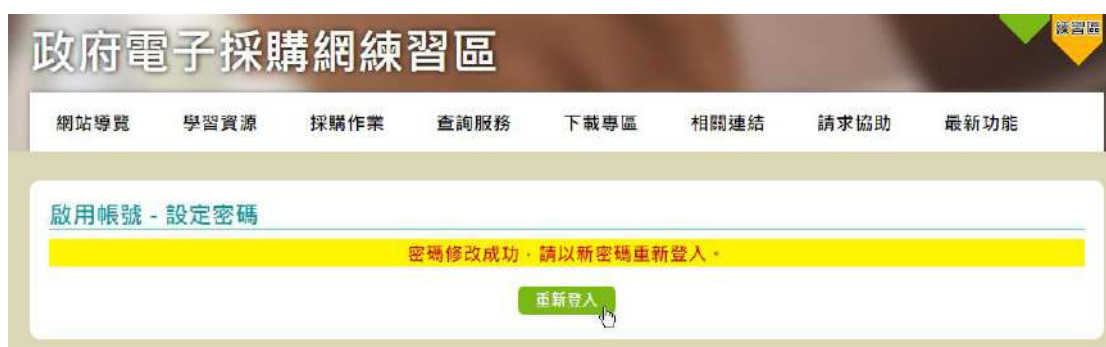 政府電子採購網練習區
練習區
網站導覽 學習資源 採購作業 查詢服務 下載專區 相關連結 請求協助 最新功能
啟用帳號 - 設定密碼
密碼修改成功，請以新密碼重新登入。
重新登入